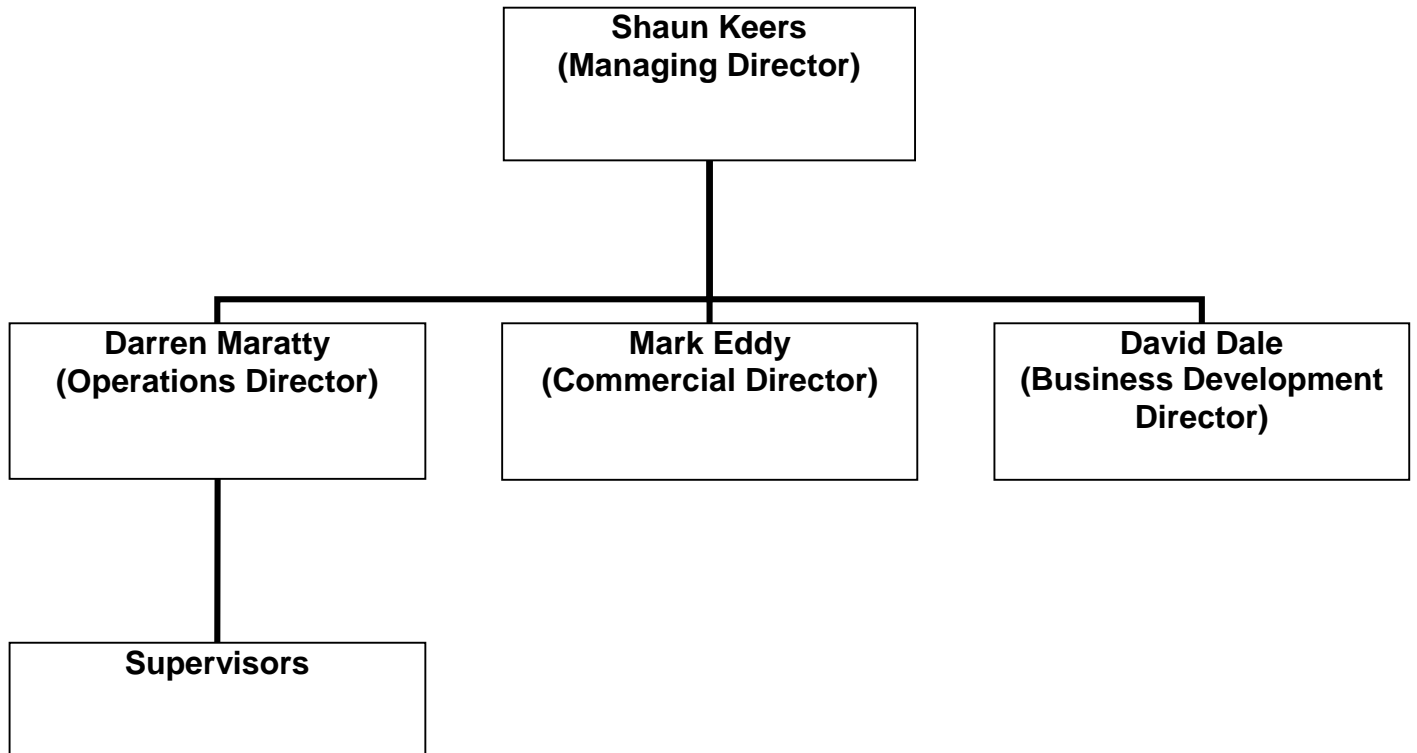 Shaun Keers
(Managing Director)
Darren Maratty
(Operations Director)
Mark Eddy
(Commercial Director)
David Dale
(Business Development
Director)
Supervisors